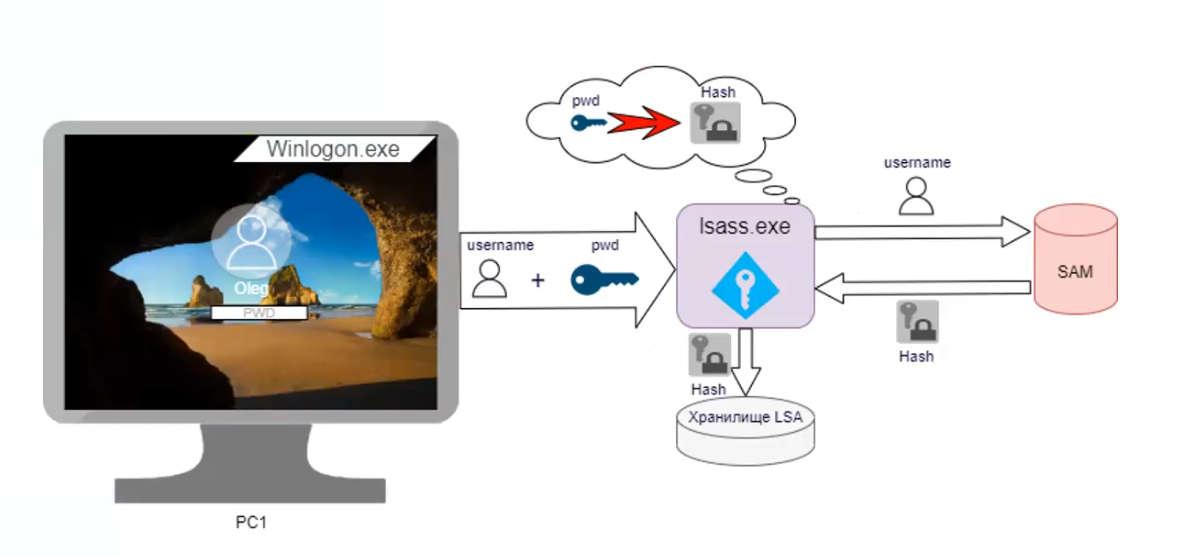 Winlogon.exe
Oleg
PWD
PC1
username
pwd
+
pwd
Hash
lsass.exe
username
SAM
Hash
Hash
Хранилище LSA